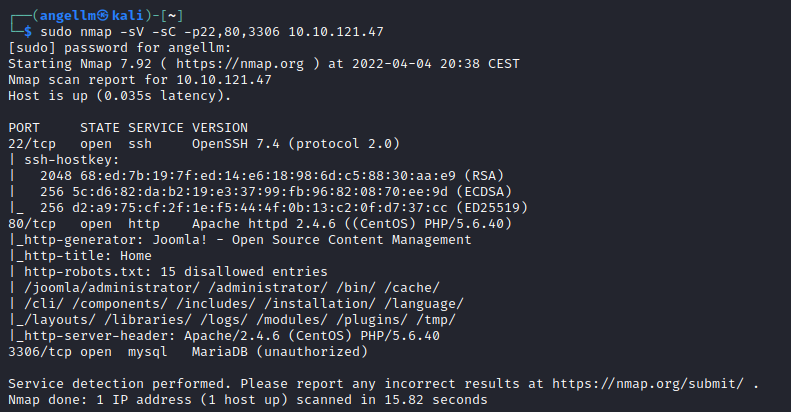 ┌──(angellm㉿kali)-[~]
└─$ sudo nmap -sV -sC -p22,80,3306 10.10.121.47
[sudo] password for angellm:
Starting Nmap 7.92 ( https://nmap.org ) at 2022-04-04 20:38 CEST
Nmap scan report for 10.10.121.47
Host is up (0.035s latency).

PORT     STATE SERVICE VERSION
22/tcp   open  ssh     OpenSSH 7.4 (protocol 2.0)
| ssh-hostkey:
|   2048 68:ed:7b:19:7f:ed:14:e6:18:98:6d:c5:88:30:aa:e9 (RSA)
|   256 5c:d6:82:da:b2:19:e3:37:99:fb:96:82:08:70:ee:9d (ECDSA)
|_  256 d2:a9:75:cf:2f:1e:f5:44:4f:0b:13:c2:0f:d7:37:cc (ED25519)
80/tcp   open  http    Apache httpd 2.4.6 ((CentOS) PHP/5.6.40)
|_http-generator: Joomla! - Open Source Content Management
|_http-title: Home
| http-robots.txt: 15 disallowed entries
| /joomla/administrator/ /administrator/ /bin/ /cache/
| /cli/ /components/ /includes/ /installation/ /language/
|_/layouts/ /libraries/ /logs/ /modules/ /plugins/ /tmp/
|_http-server-header: Apache/2.4.6 (CentOS) PHP/5.6.40
3306/tcp open  mysql   MariaDB (unauthorized)

Service detection performed. Please report any incorrect results at https://nmap.org/submit/ .
Nmap done: 1 IP address (1 host up) scanned in 15.82 seconds